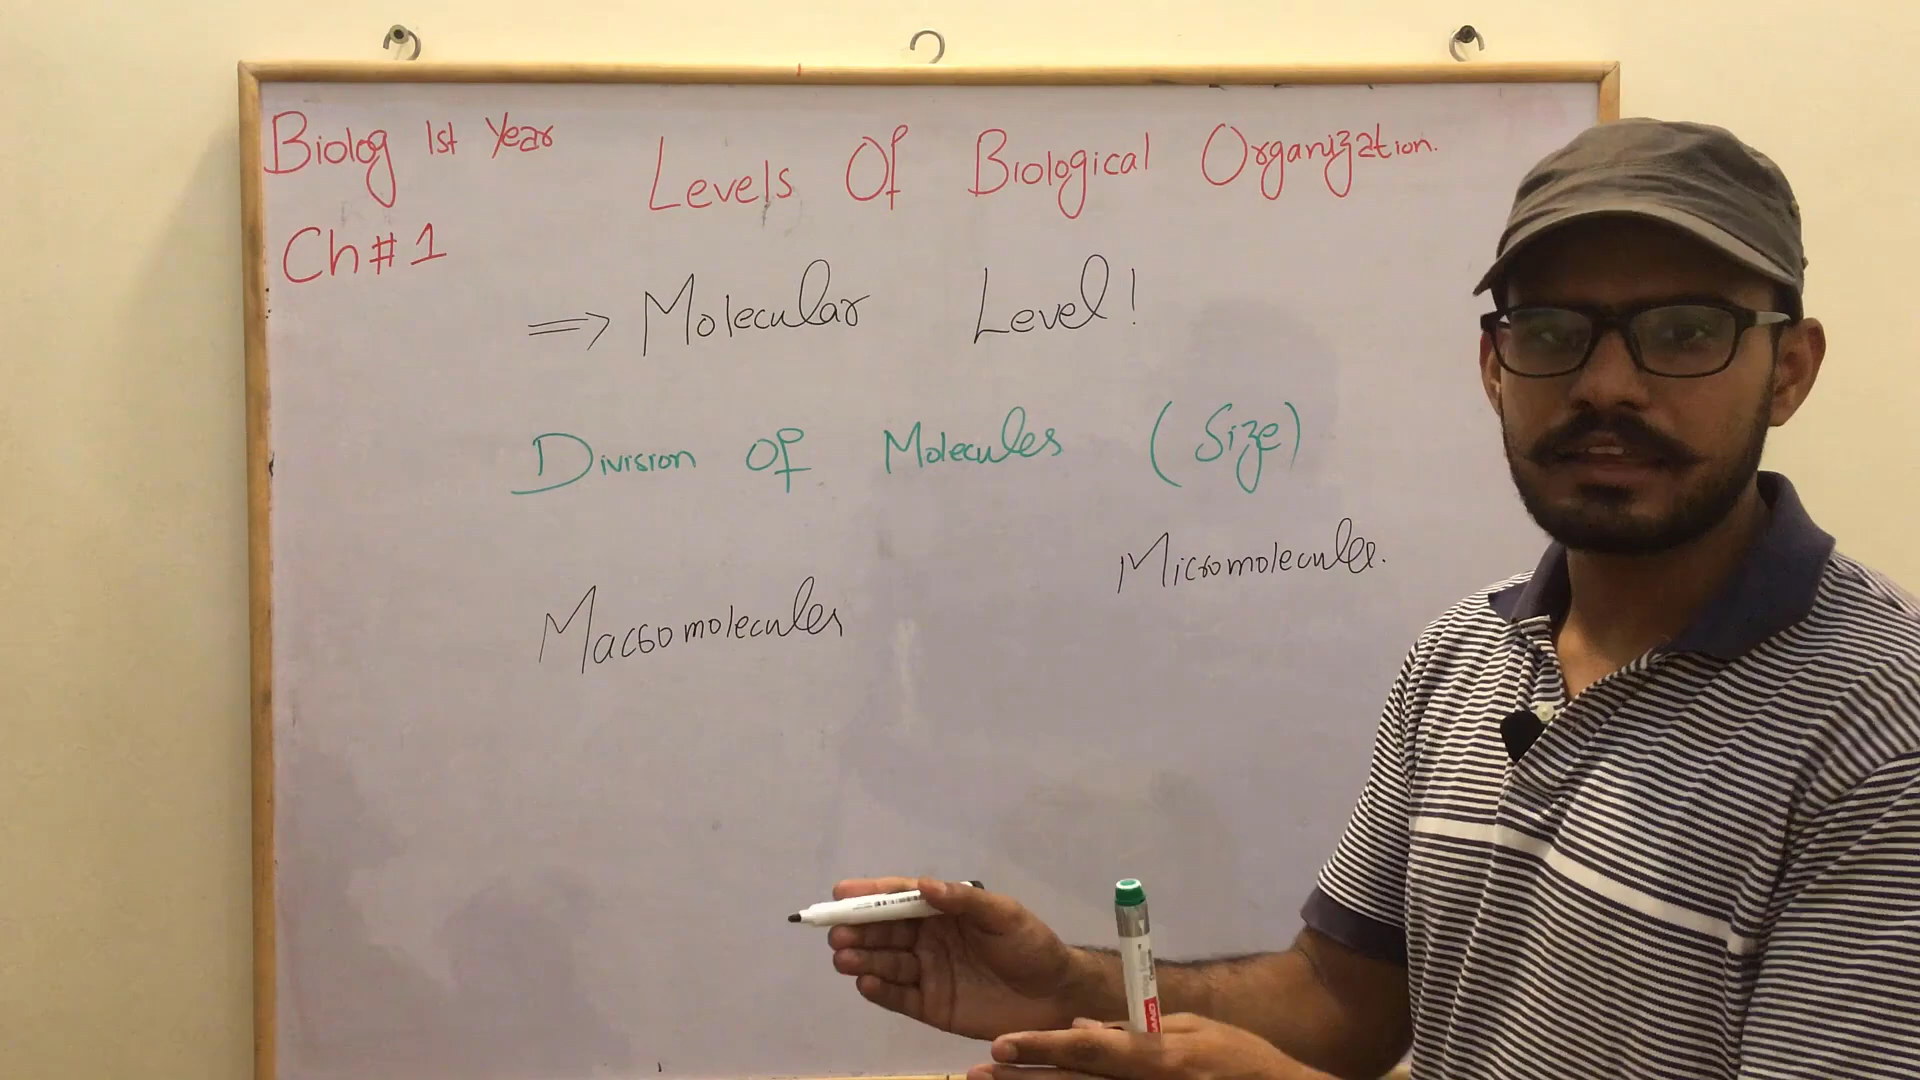 Biolog 1st Year
Ch # 1
Levels Of Biological Organization.
⇒ Molecular Level!
Division Of Molecules (Size)
Macromolecules
Micromolecules.